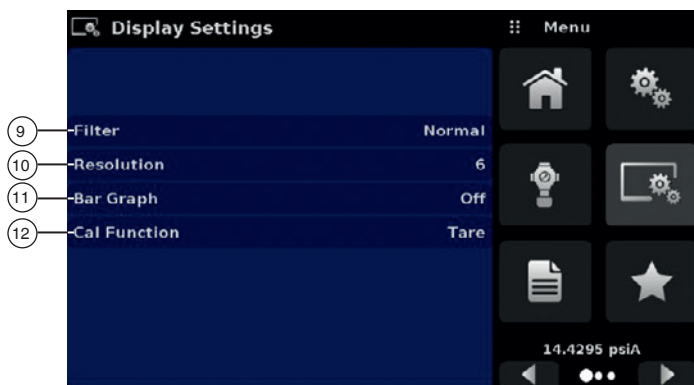 Display Settings
Menu
9 Filter Normal
10 Resolution 6
11 Bar Graph Off
12 Cal Function Tare
14.4295 psiA